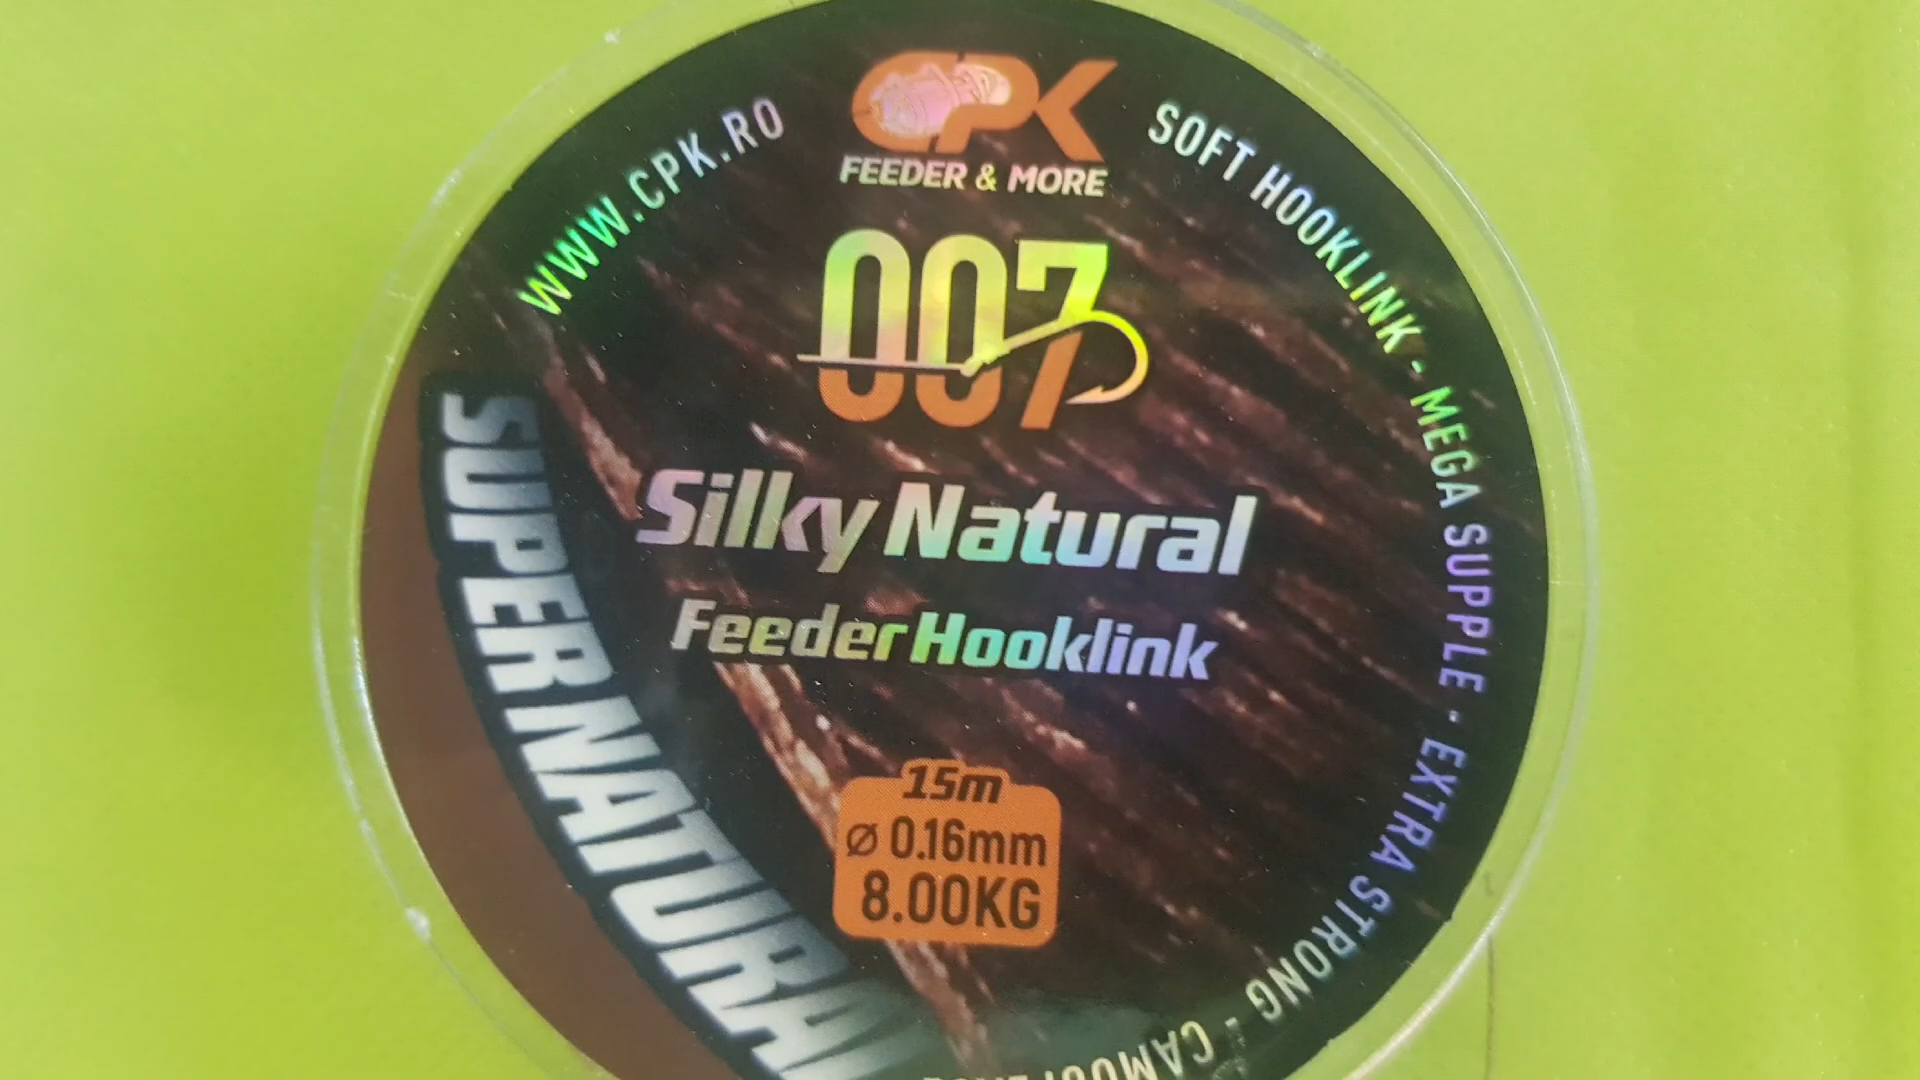 WWW.CPK.RO
CPK
FEEDER & MORE
SOFT HOOKLINK - MEGA SUPPLE - EXTRA STRONG -
007
Silky Natural
Feeder Hooklink
SUPER NATURAL
15m
⌀ 0.16mm
8.00KG